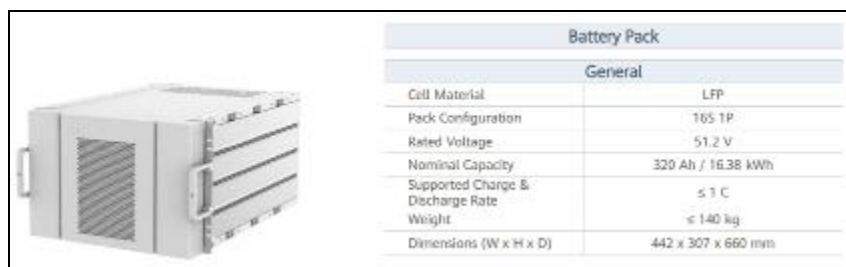 Battery Pack
General
Cell Material LFP
Pack Configuration 16S 1P
Rated Voltage 51.2 V
Nominal Capacity 320 Ah / 16.38 kWh
Supported Charge &
Discharge Rate ≤ 1 C
Weight ≤ 140 kg
Dimensions (W x H x D) 442 x 307 x 660 mm